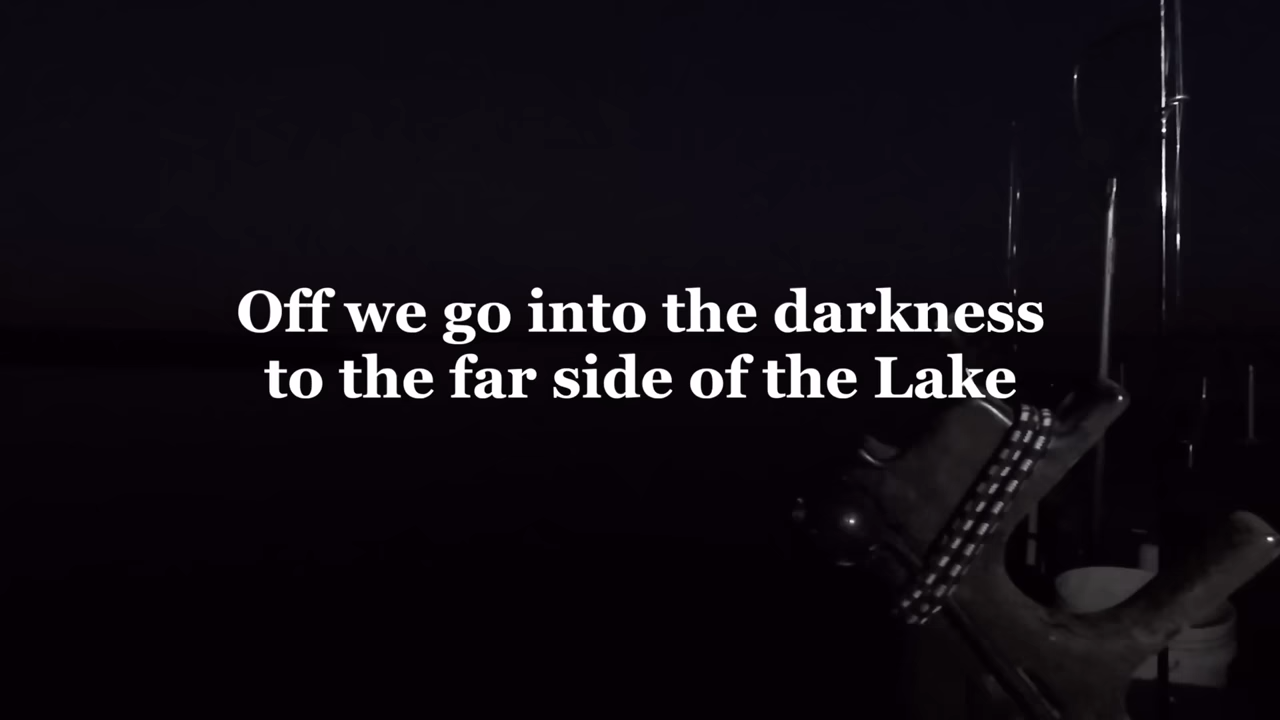 Off we go into the darkness
to the far side of the Lake